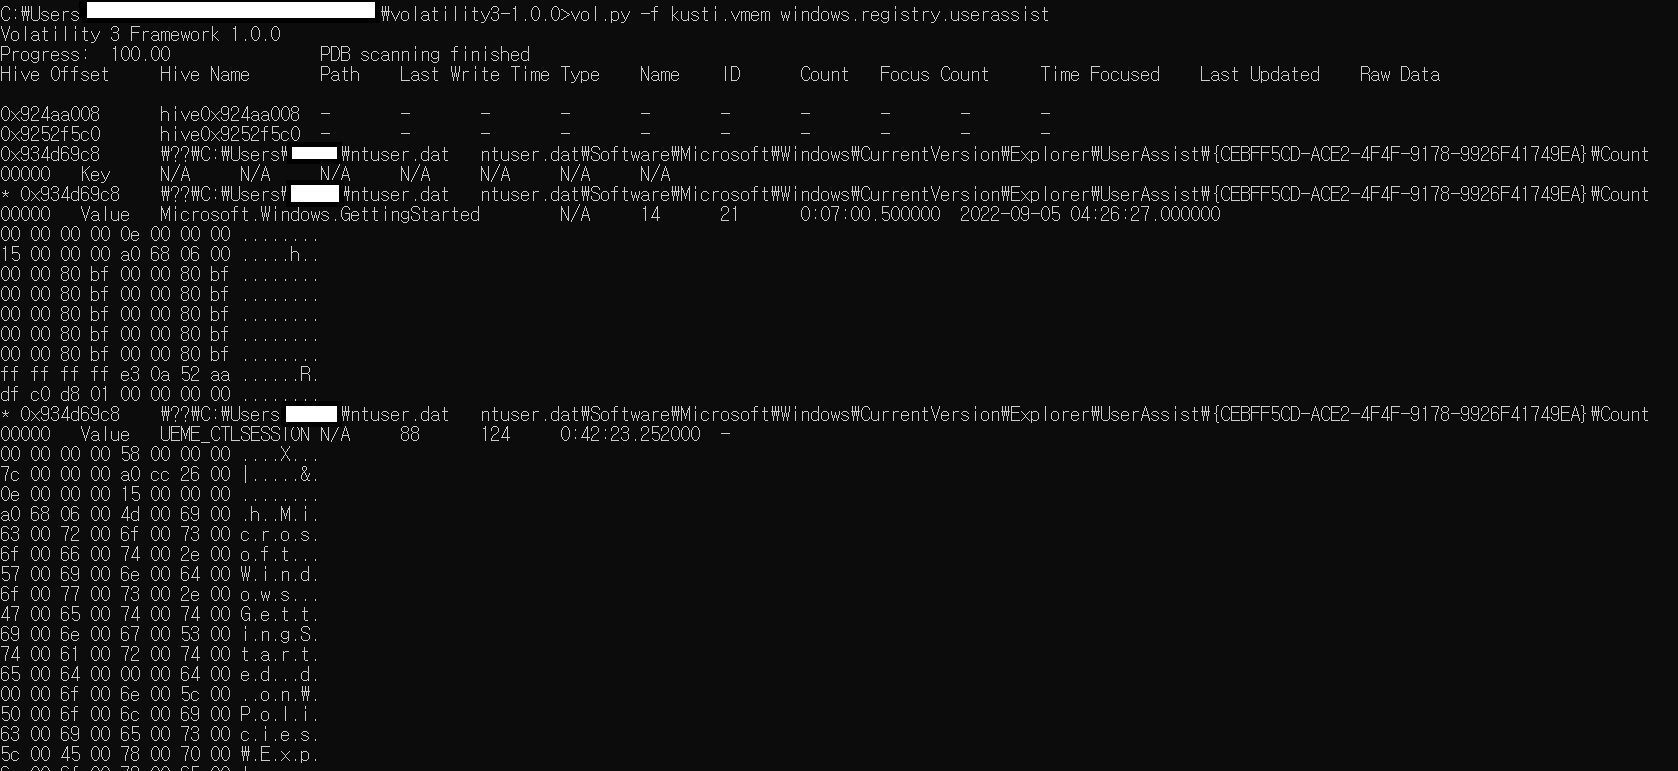 C:₩Users ₩volatility3-1.0.0>vol.py -f kusti.vmem windows.registry.userassist
Volatility 3 Framework 1.0.0
Progress:  100.00               PDB scanning finished
Hive Offset     Hive Name       Path    Last Write Time Type    Name    ID      Count   Focus Count     Time Focused    Last Updated    Raw Data
0x924aa008      hive0x924aa008  -       -       -       -       -       -       -       -       -       -
0x9252f5c0      hive0x9252f5c0  -       -       -       -       -       -       -       -       -       -
0x934d69c8      ₩??₩C:₩Users₩ ₩ntuser.dat   ntuser.dat₩Software₩Microsoft₩Windows₩CurrentVersion₩Explorer₩UserAssist₩{CEBFF5CD-ACE2-4F4F-9178-9926F41749EA}₩Count
00000   Key     N/A     N/A     N/A     N/A     N/A     N/A     N/A
* 0x934d69c8    ₩??₩C:₩Users₩ ₩ntuser.dat   ntuser.dat₩Software₩Microsoft₩Windows₩CurrentVersion₩Explorer₩UserAssist₩{CEBFF5CD-ACE2-4F4F-9178-9926F41749EA}₩Count
00000   Value   Microsoft.Windows.GettingStarted        N/A     14      21      0:07:00.500000  2022-09-05 04:26:27.000000
00 00 00 00 0e 00 00 00 ........
15 00 00 00 a0 68 06 00 .....h..
00 00 80 bf 00 00 80 bf ........
00 00 80 bf 00 00 80 bf ........
00 00 80 bf 00 00 80 bf ........
00 00 80 bf 00 00 80 bf ........
00 00 80 bf 00 00 80 bf ........
ff ff ff ff e3 0a 52 aa ......R.
df c0 d8 01 00 00 00 00 ........
* 0x934d69c8    ₩??₩C:₩Users ₩ntuser.dat   ntuser.dat₩Software₩Microsoft₩Windows₩CurrentVersion₩Explorer₩UserAssist₩{CEBFF5CD-ACE2-4F4F-9178-9926F41749EA}₩Count
00000   Value   UEME_CTLSESSION N/A     88      124     0:42:23.252000  -
00 00 00 00 58 00 00 00 ....X...
7c 00 00 00 a0 cc 26 00 |.....&.
0e 00 00 00 15 00 00 00 ........
a0 68 06 00 4d 00 69 00 .h..M.i.
63 00 72 00 6f 00 73 00 c.r.o.s.
6f 00 66 00 74 00 2e 00 o.f.t...
57 00 69 00 6e 00 64 00 W.i.n.d.
6f 00 77 00 73 00 2e 00 o.w.s...
47 00 65 00 74 00 74 00 G.e.t.t.
69 00 6e 00 67 00 53 00 i.n.g.S.
74 00 61 00 72 00 74 00 t.a.r.t.
65 00 64 00 00 00 64 00 e.d...d.
00 00 6f 00 6e 00 5c 00 ..o.n.₩.
50 00 6f 00 6c 00 69 00 P.o.l.i.
63 00 69 00 65 00 73 00 c.i.e.s.
5c 00 45 00 78 00 70 00 ₩.E.x.p.